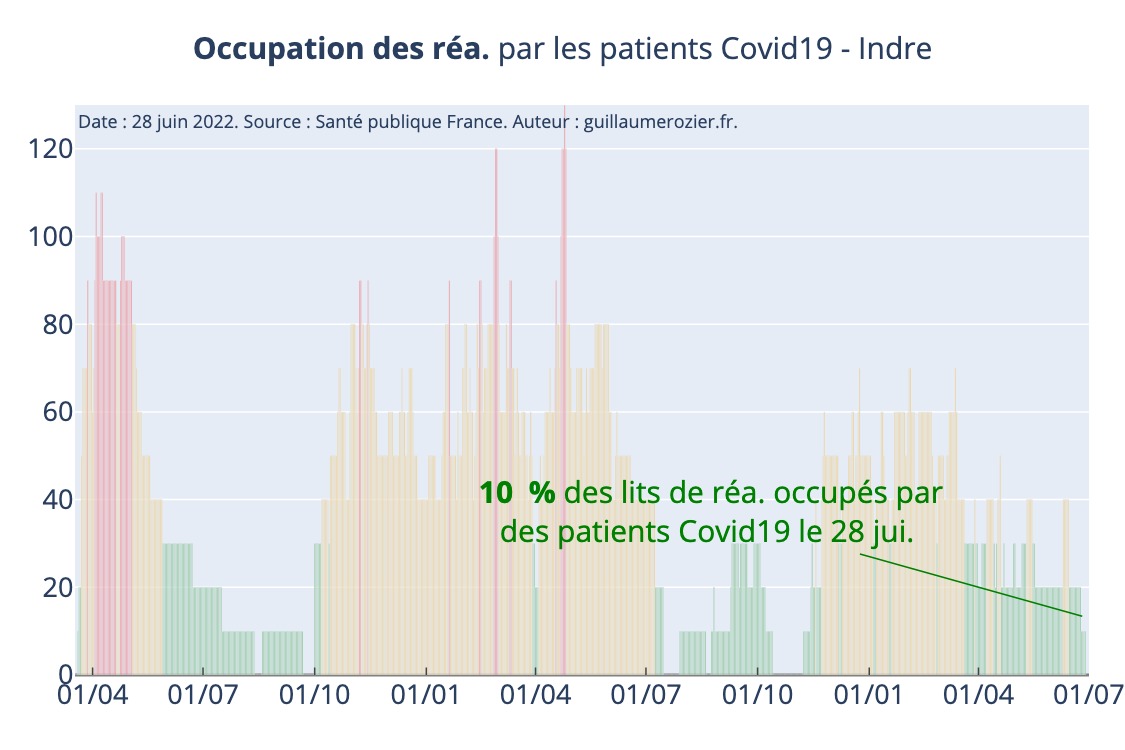 Occupation des réa. par les patients Covid19 - Indre
Date : 28 juin 2022. Source : Santé publique France. Auteur : guillaumerozier.fr.
120
100
80
60
40
20
0
10 % des lits de réa. occupés par
des patients Covid19 le 28 jui.
01/04 01/07 01/10 01/01 01/04 01/07 01/10 01/01 01/04 01/07